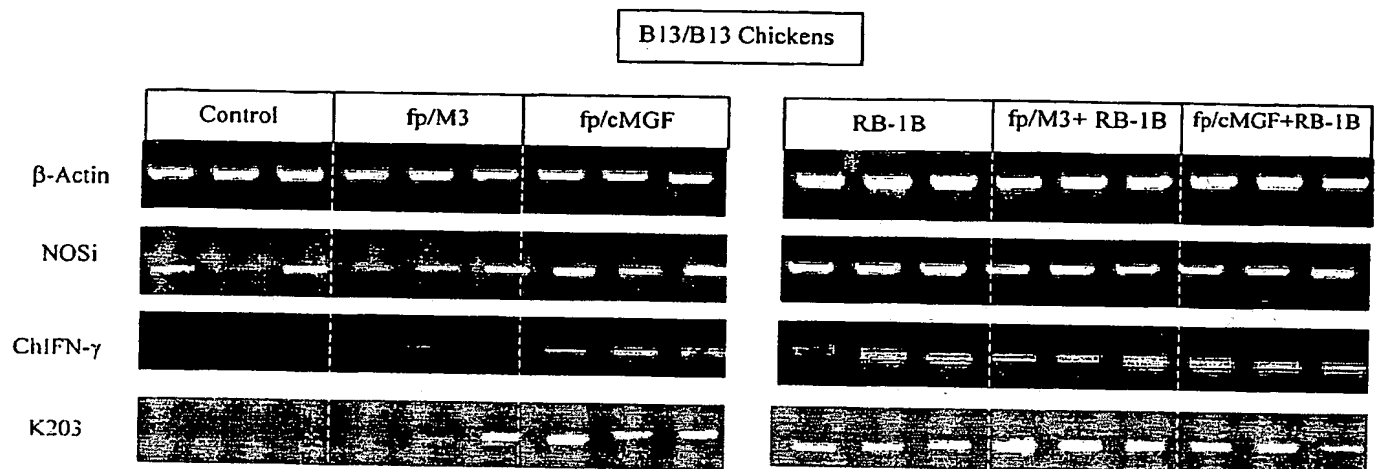 B13/B13 Chickens
Control fp/M3 fp/cMGF RB-1B fp/M3+ RB-1B fp/cMGF+RB-1B
β-Actin
NOSi
ChIFN-γ
K203